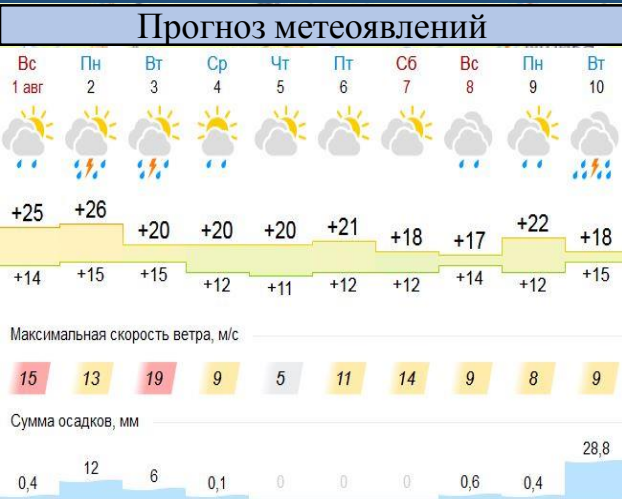 Прогноз метеоявлений
Вс Пн Вт Ср Чт Пт Сб Вс Пн Вт
1 авг 2 3 4 5 6 7 8 9 10
+25 +26 +20 +20 +20 +21 +18 +17 +22 +18
+14 +15 +15 +12 +11 +12 +12 +14 +12 +15
Максимальная скорость ветра, м/с
15 13 19 9 5 11 14 9 8 9
Сумма осадков, мм
0,4 12 6 0,1 0 0 0 0,6 0,4 28,8